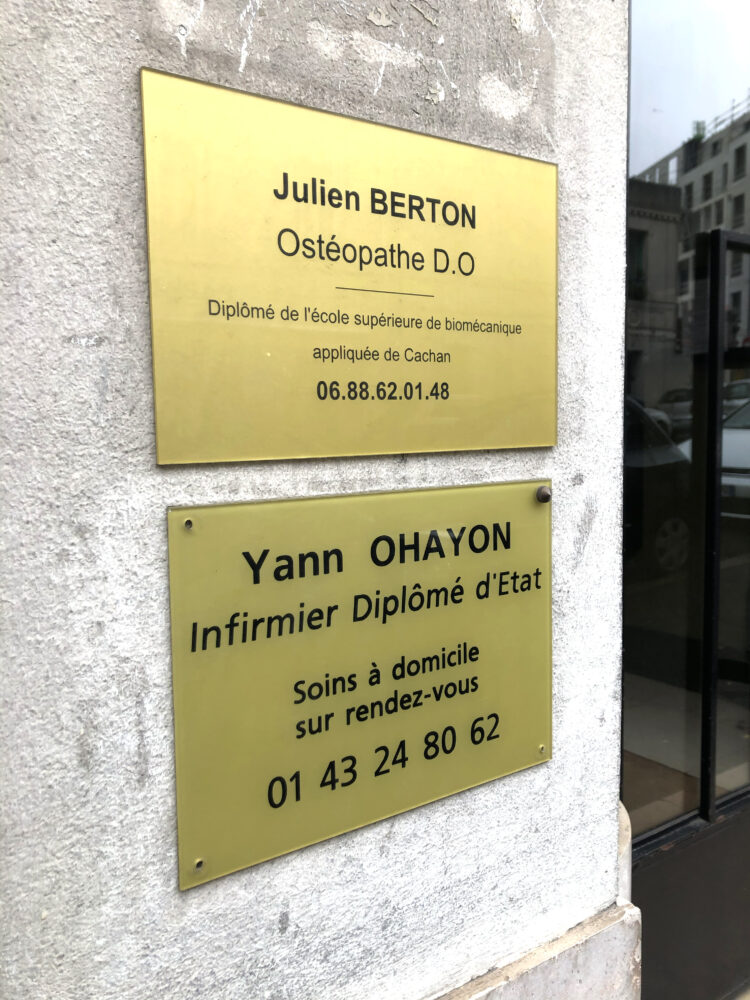 Julien BERTON
Ostéopathe D.O
Diplômé de l'école supérieure de biomécanique
appliquée de Cachan
06.88.62.01.48
Yann OHAYON
Infirmier Diplômé d'Etat
Soins à domicile
sur rendez-vous
01 43 24 80 62